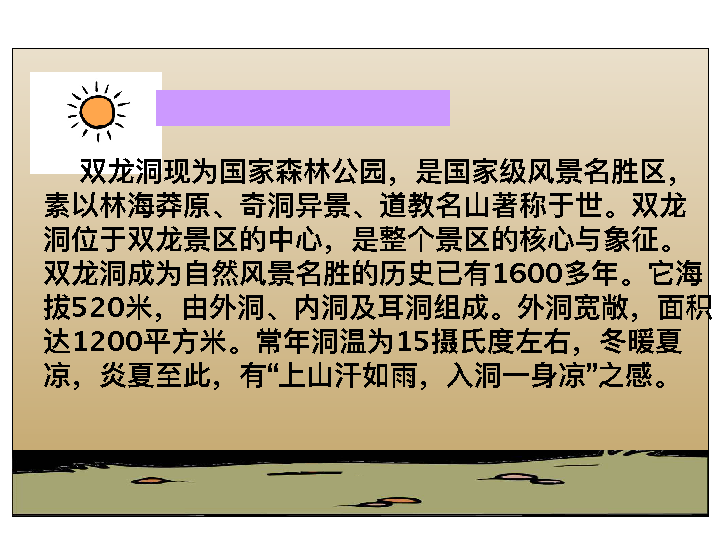 双龙洞现为国家森林公园，是国家级风景名胜区，
素以林海莽原、奇洞异景、道教名山著称于世。双龙
洞位于双龙景区的中心，是整个景区的核心与象征。
双龙洞成为自然风景名胜的历史已有1600多年。它海
拔520米，由外洞、内洞及耳洞组成。外洞宽敞，面积
达1200平方米。常年洞温为15摄氏度左右，冬暖夏
凉，炎夏至此，有“上山汗如雨，入洞一身凉”之感。